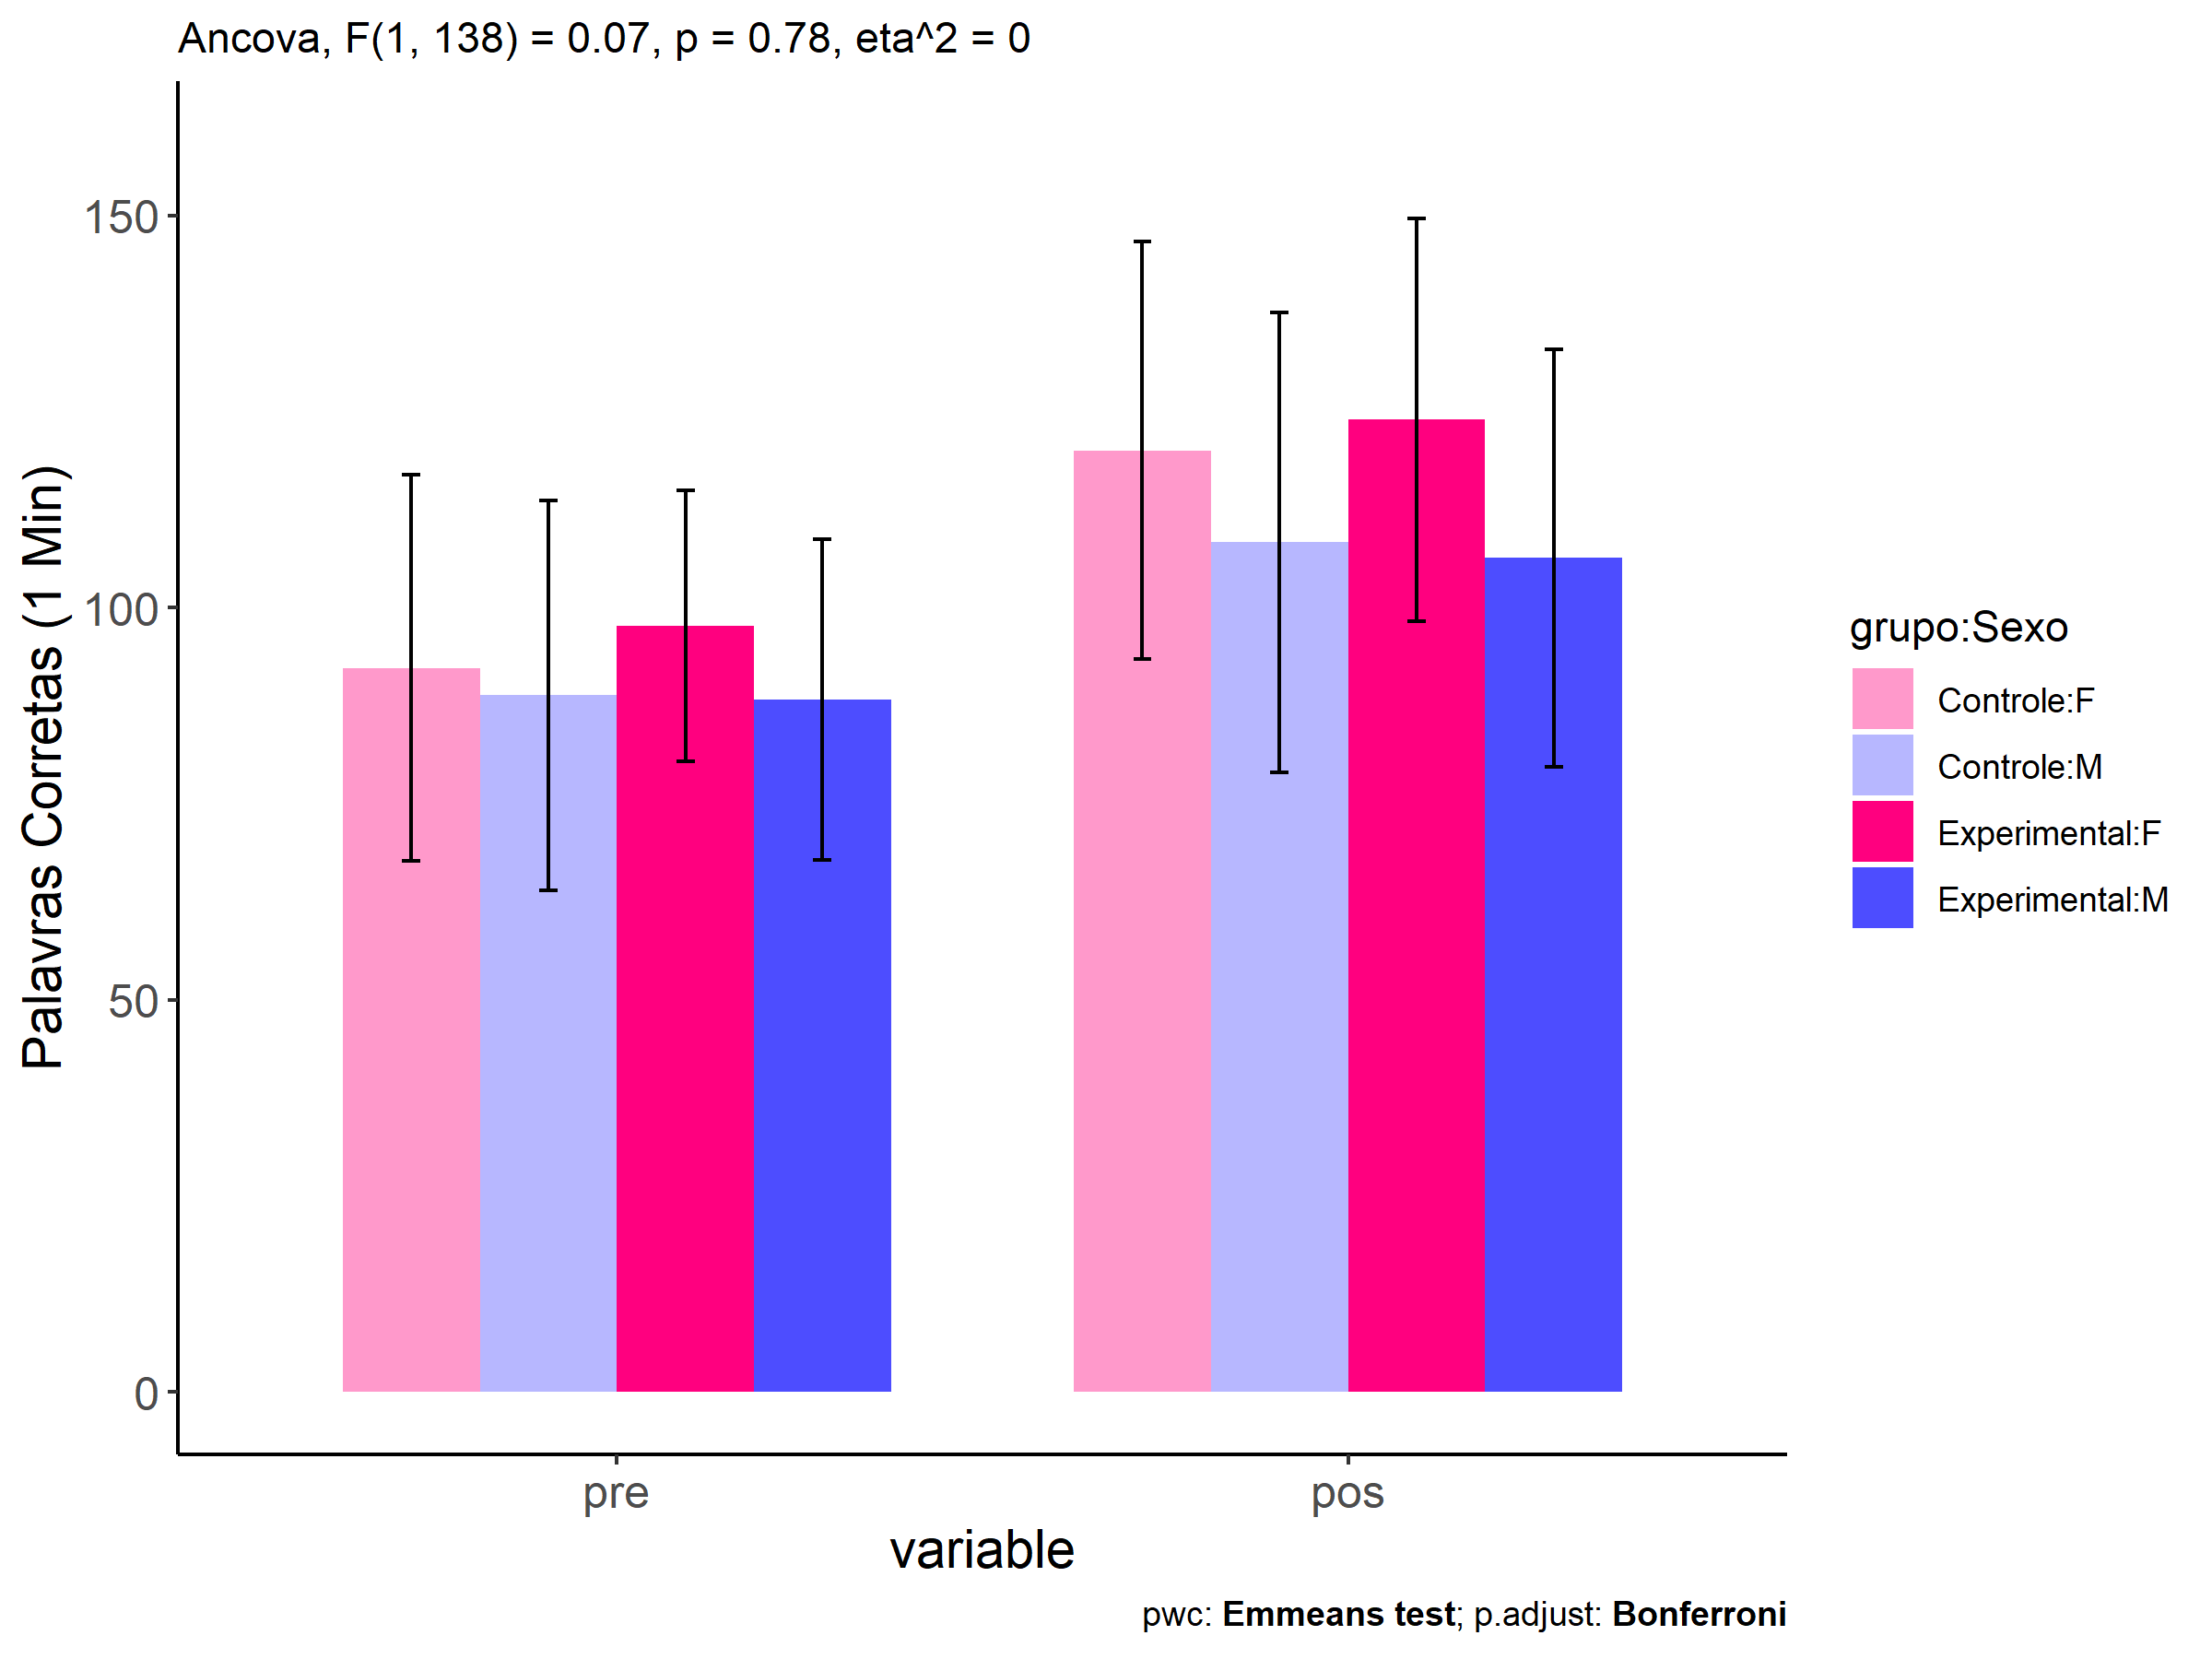 Ancova, F(1, 138) = 0.07, p = 0.78, eta^2 = 0
Palavras Corretas (1 Min)
150
100
50
0
pre
pos
variable
grupo:Sexo
Controle:F
Controle:M
Experimental:F
Experimental:M
pwc: Emmeans test; p.adjust: Bonferroni